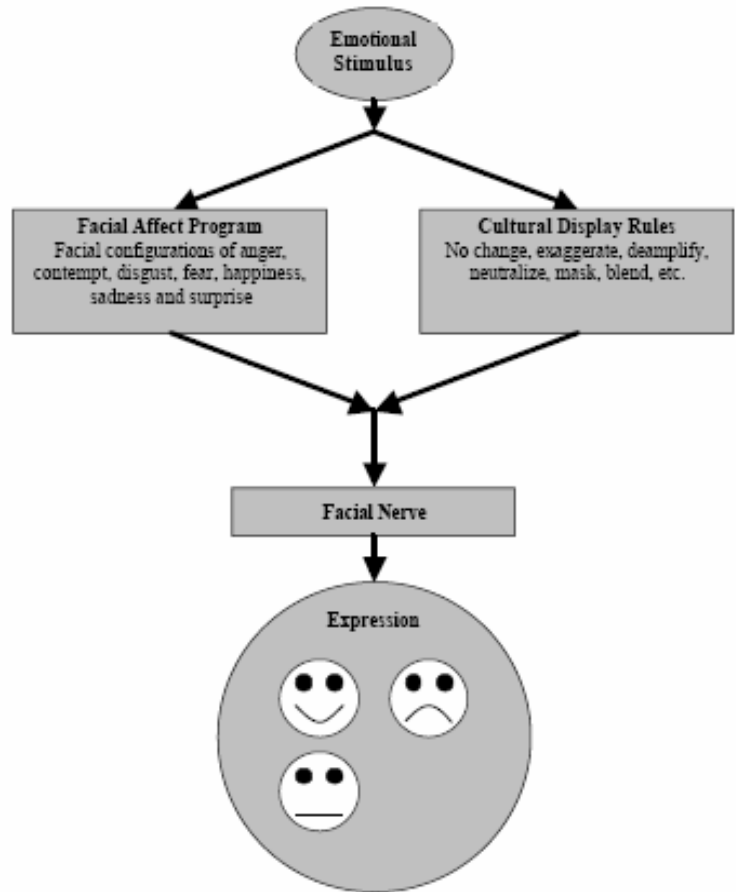 Emotional
Stimulus
Facial Affect Program
Facial configurations of anger,
contempt, disgust, fear, happiness,
sadness and surprise
Cultural Display Rules
No change, exaggerate, deamplify,
neutralize, mask, blend, etc.
Facial Nerve
Expression